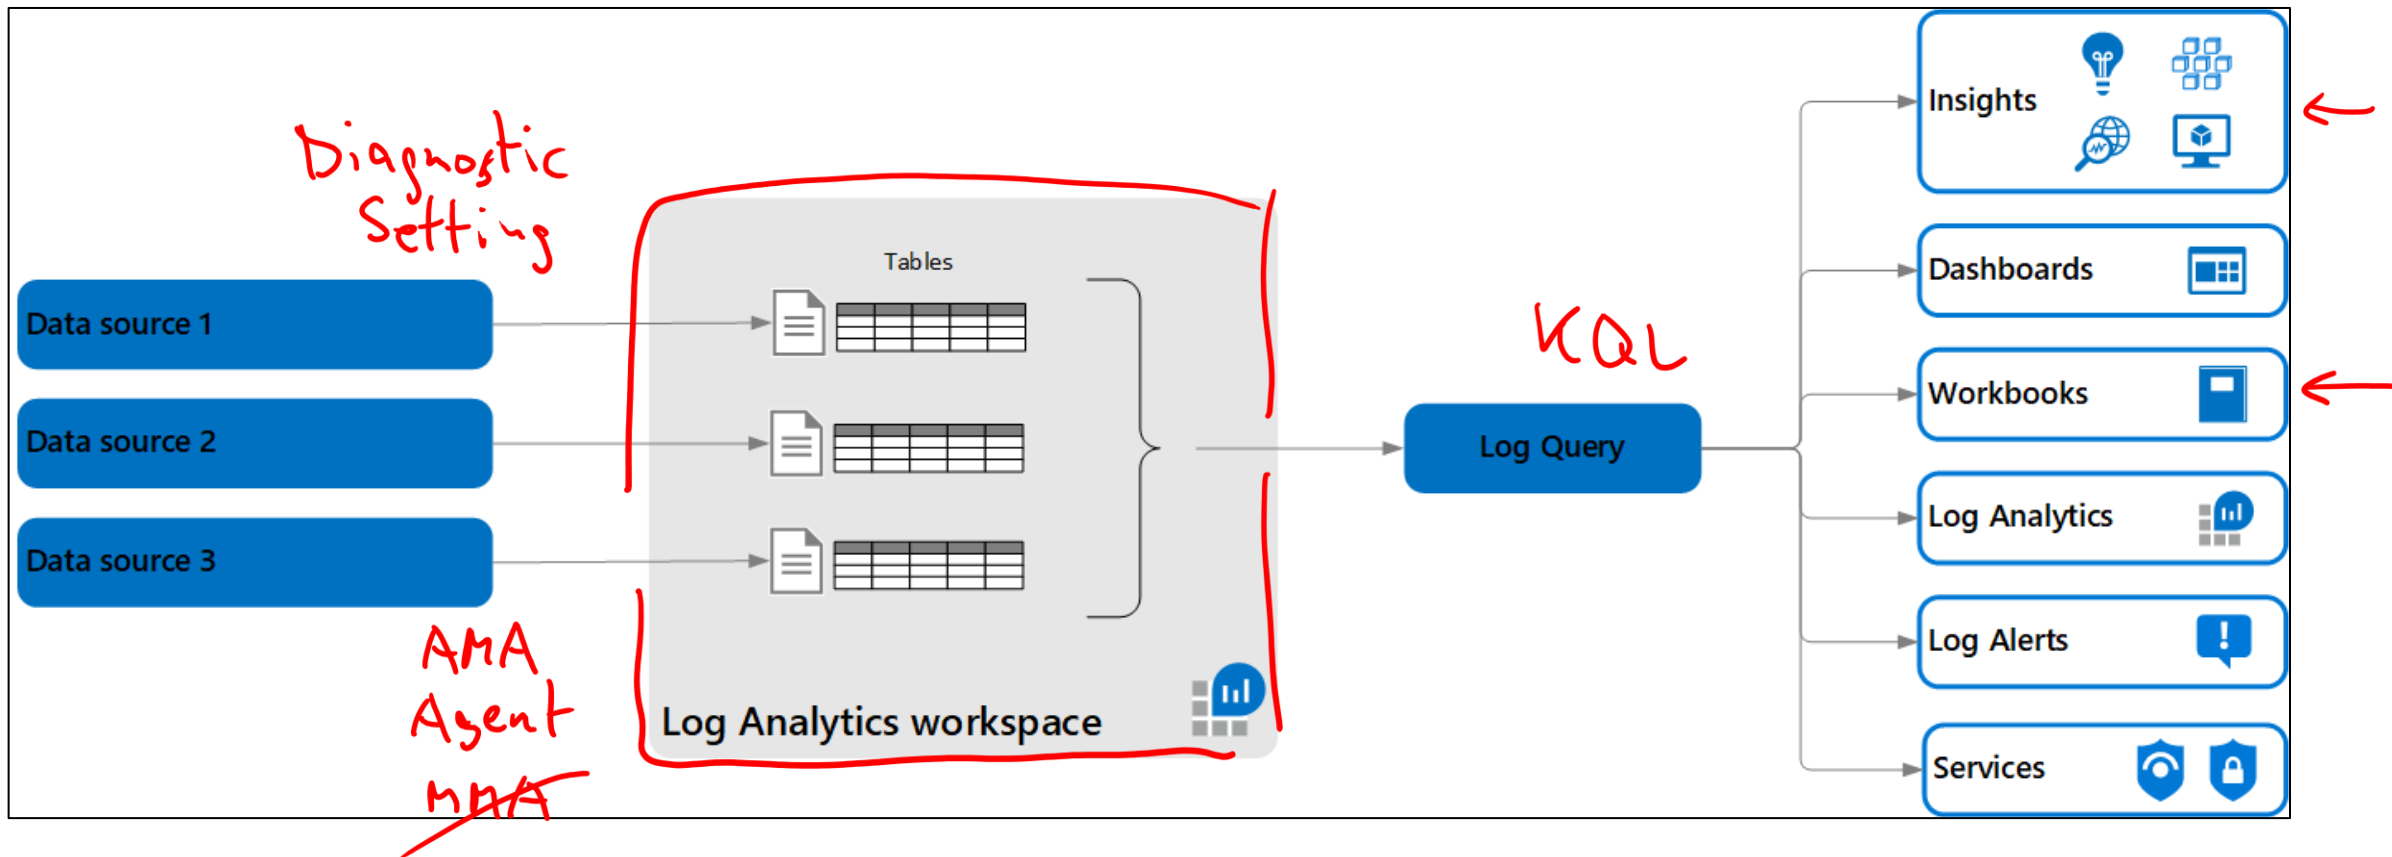 Diagnostic
Setting
Data source 1
Data source 2
Data source 3
AMA
Agent
MMA
Tables
Log Analytics workspace
KQL
Log Query
Insights
Dashboards
Workbooks
Log Analytics
Log Alerts
Services